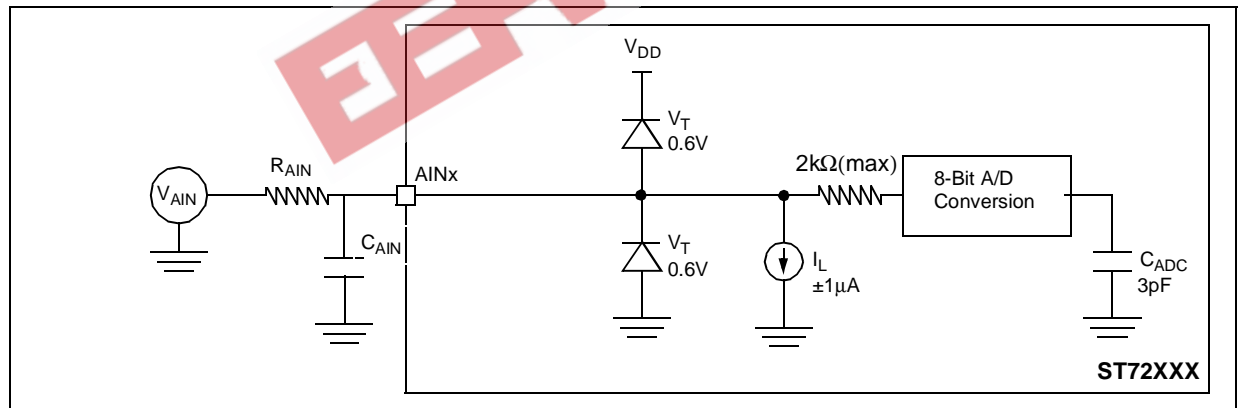 V_DD
V_T
0.6V
R_AIN
AINx
2kΩ(max)
8-Bit A/D
Conversion
V_AIN
C_AIN
V_T
0.6V
I_L
±1μA
C_ADC
3pF
ST72XXX